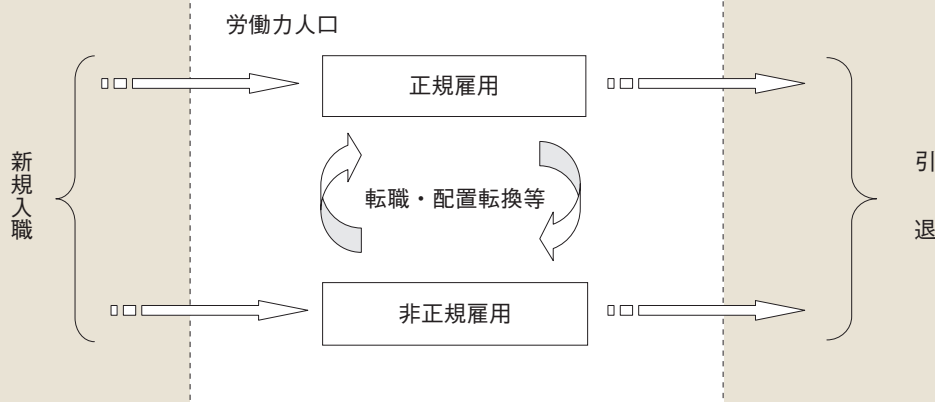 労働力人口
正規雇用
新規入職
転職・配置転換等
引退
非正規雇用